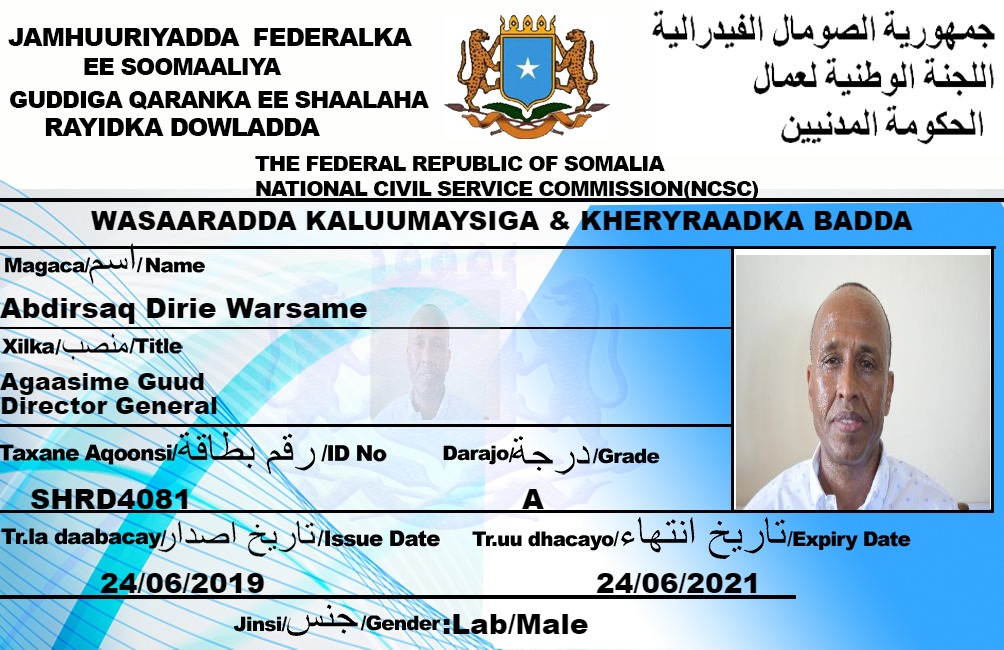 JAMHUURIYADDA FEDERALKA
EE SOOMAALIYA
GUDDIGA QARANKA EE SHAALAHA
RAYIDKA DOWLADDA
جمهورية الصومال الفيدرالية
اللجنة الوطنية لعمال
الحكومة المدنيين
THE FEDERAL REPUBLIC OF SOMALIA
NATIONAL CIVIL SERVICE COMMISSION(NCSC)
WASAARADDA KALUUMAYSIGA & KHERYRAADKA BADDA
Magaca/اسم/Name
Abdirsaq Dirie Warsame
Xilka/منصب/Title
Agaasime Guud
Director General
Taxane Aqoonsi/رقم بطاقة/ID No
SHRD4081
Darajo/درجة/Grade
A
Tr.la daabacay/تاريخ اصدار/Issue Date
24/06/2019
Tr.uu dhacayo/تاريخ انتهاء/Expiry Date
24/06/2021
Jinsi/جنس/Gender:Lab/Male